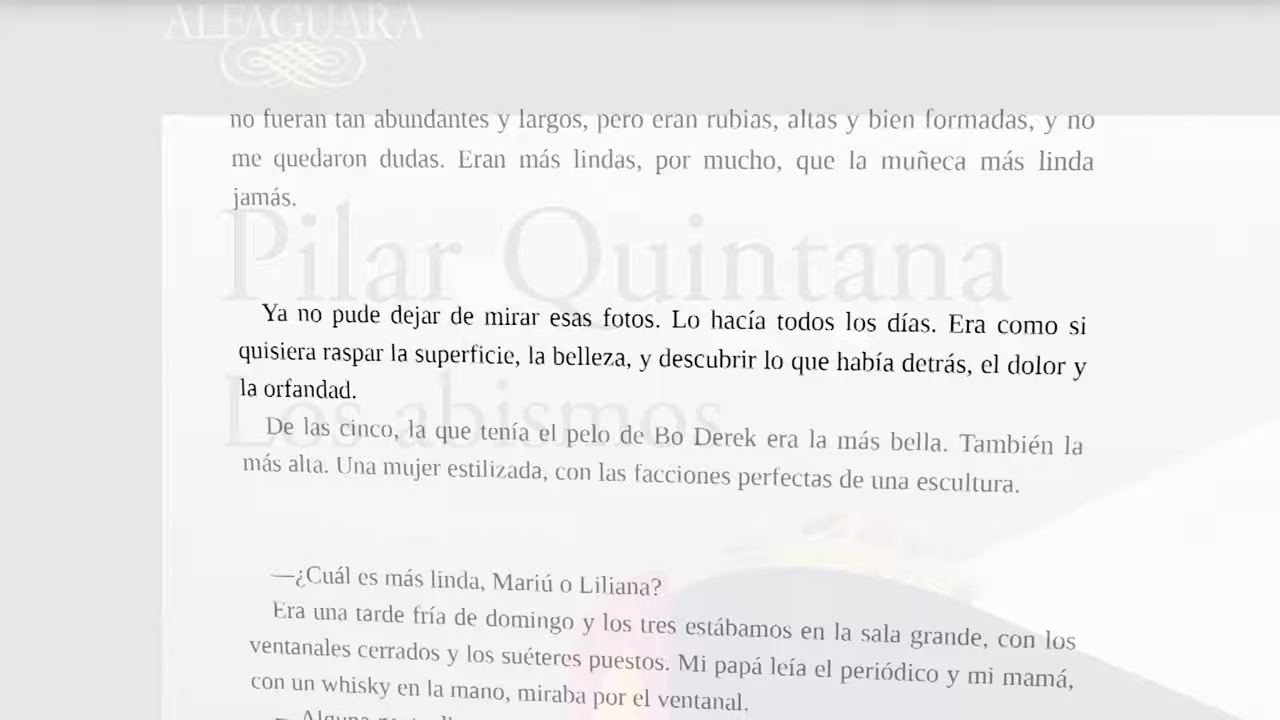 ALFAGUARA
no fueran tan abundantes y largos, pero eran rubias, altas y bien formadas, y no
me quedaron dudas. Eran más lindas, por mucho, que la muñeca más linda
jamás.
Pilar Quintana
Ya no pude dejar de mirar esas fotos. Lo hacía todos los días. Era como si
quisiera raspar la superficie, la belleza, y descubrir lo que había detrás, el dolor y
la orfandad.
Los abismos
De las cinco, la que tenía el pelo de Bo Derek era la más bella. También la
más alta. Una mujer estilizada, con las facciones perfectas de una escultura.
—¿Cuál es más linda, Mariú o Liliana?
Era una tarde fría de domingo y los tres estábamos en la sala grande, con los
ventanales cerrados y los suéteres puestos. Mi papá leía el periódico y mi mamá,
con un whisky en la mano, miraba por el ventanal.